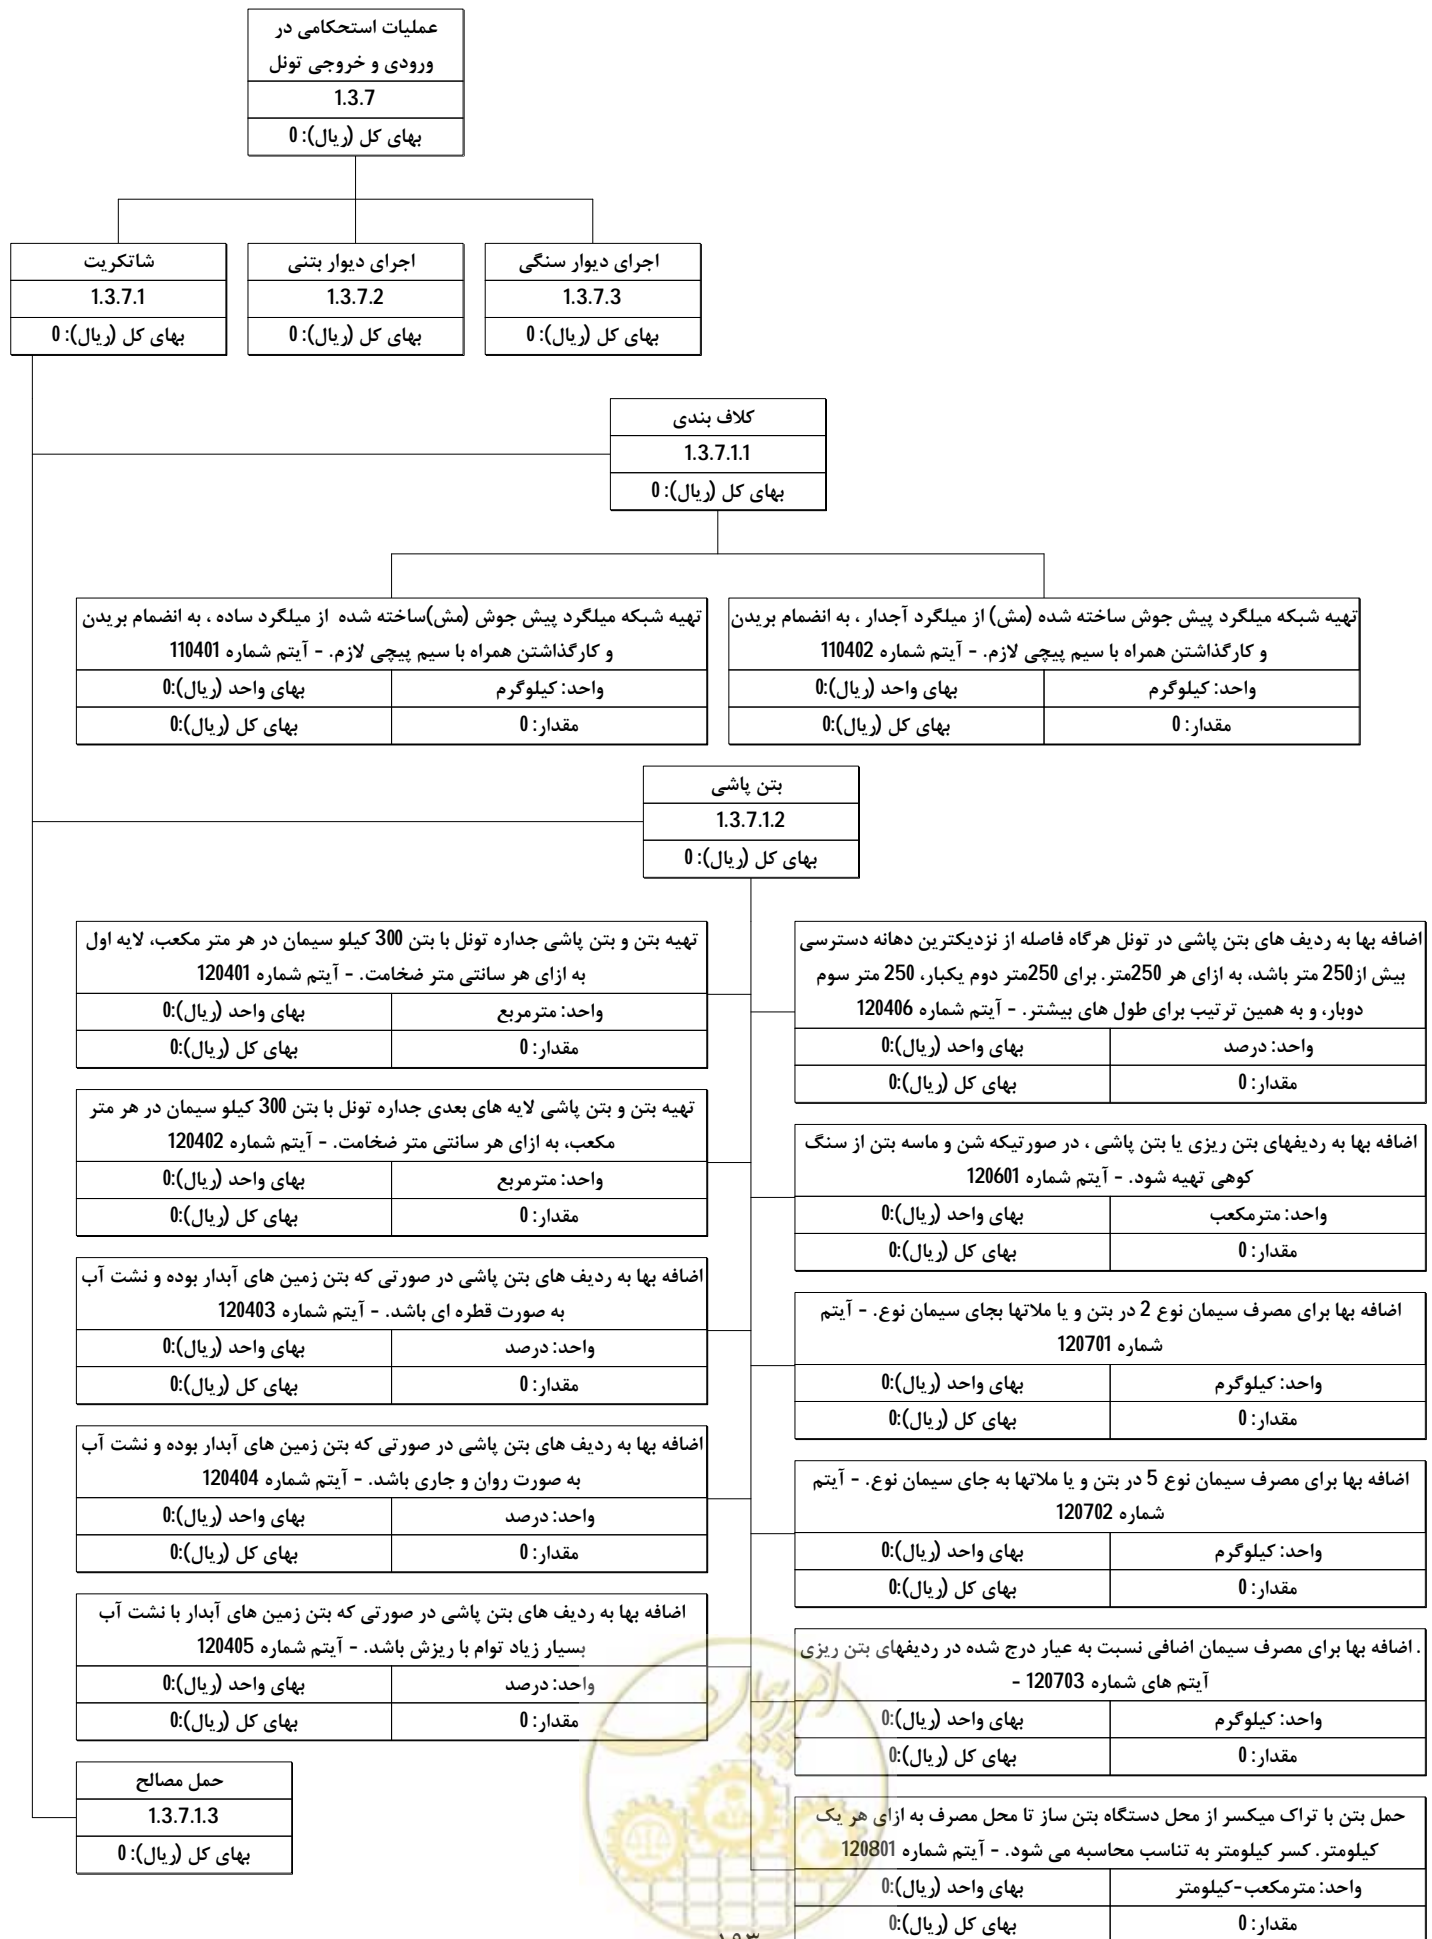 عملیات استحکامی در
ورودی و خروجی تونل
1.3.7
بهای کل (ریال): 0
شاتکریت
1.3.7.1
بهای کل (ریال): 0
اجرای دیوار بتنی
1.3.7.2
بهای کل (ریال): 0
اجرای دیوار سنگی
1.3.7.3
بهای کل (ریال): 0
کلاف بندی
1.3.7.1.1
بهای کل (ریال): 0
تهیه شبکه میلگرد پیش جوش (مش)ساخته شده از میلگرد ساده ، به انضمام بریدن
و کارگذاشتن همراه با سیم پیچی لازم. - آیتم شماره 110401
واحد: کیلوگرم
بهای واحد (ریال):0
مقدار: 0
بهای کل (ریال):0
تهیه شبکه میلگرد پیش جوش ساخته شده (مش) از میلگرد آجدار ، به انضمام بریدن
و کارگذاشتن همراه با سیم پیچی لازم. - آیتم شماره 110402
واحد: کیلوگرم
بهای واحد (ریال):0
مقدار: 0
بهای کل (ریال):0
بتن پاشی
1.3.7.1.2
بهای کل (ریال): 0
تهیه بتن و بتن پاشی جداره تونل با بتن 300 کیلو سیمان در هر متر مکعب، لایه اول
به ازای هر سانتی متر ضخامت. - آیتم شماره 120401
واحد: مترمربع
بهای واحد (ریال):0
مقدار: 0
بهای کل (ریال):0
تهیه بتن و بتن پاشی لایه های بعدی جداره تونل با بتن 300 کیلو سیمان در هر متر
مکعب، به ازای هر سانتی متر ضخامت. - آیتم شماره 120402
واحد: مترمربع
بهای واحد (ریال):0
مقدار: 0
بهای کل (ریال):0
اضافه بها به ردیف های بتن پاشی در صورتی که بتن زمین های آبدار بوده و نشت آب
به صورت قطره ای باشد. - آیتم شماره 120403
واحد: درصد
بهای واحد (ریال):0
مقدار: 0
بهای کل (ریال):0
اضافه بها به ردیف های بتن پاشی در صورتی که بتن زمین های آبدار بوده و نشت آب
به صورت روان و جاری باشد. - آیتم شماره 120404
واحد: درصد
بهای واحد (ریال):0
مقدار: 0
بهای کل (ریال):0
اضافه بها به ردیف های بتن پاشی در صورتی که بتن زمین های آبدار با نشت آب
بسیار زیاد توام با ریزش باشد. - آیتم شماره 120405
واحد: درصد
بهای واحد (ریال):0
مقدار: 0
بهای کل (ریال):0
اضافه بها به ردیف های بتن پاشی در تونل هرگاه فاصله از نزدیکترین دهانه دسترسی
بیش از250 متر باشد، به ازای هر 250متر. برای 250متر دوم یکبار، 250 متر سوم
دوبار، و به همین ترتیب برای طول های بیشتر. - آیتم شماره 120406
واحد: درصد
بهای واحد (ریال):0
مقدار: 0
بهای کل (ریال):0
اضافه بها به ردیفهای بتن ریزی یا بتن پاشی ، در صورتیکه شن و ماسه بتن از سنگ
کوهی تهیه شود. - آیتم شماره 120601
واحد: مترمکعب
بهای واحد (ریال):0
مقدار: 0
بهای کل (ریال):0
اضافه بها برای مصرف سیمان نوع 2 در بتن و یا ملاتها بجای سیمان نوع. - آیتم
شماره 120701
واحد: کیلوگرم
بهای واحد (ریال):0
مقدار: 0
بهای کل (ریال):0
اضافه بها برای مصرف سیمان نوع 5 در بتن و یا ملاتها به جای سیمان نوع. - آیتم
شماره 120702
واحد: کیلوگرم
بهای واحد (ریال):0
مقدار: 0
بهای کل (ریال):0
. اضافه بها برای مصرف سیمان اضافی نسبت به عیار درج شده در ردیفهای بتن ریزی
آیتم های شماره 120703 -
واحد: کیلوگرم
بهای واحد (ریال):0
مقدار: 0
بهای کل (ریال):0
حمل بتن با تراک میکسر از محل دستگاه بتن ساز تا محل مصرف به ازای هر یک
کیلومتر. کسر کیلومتر به تناسب محاسبه می شود. - آیتم شماره 120801
واحد: مترمکعب-کیلومتر
بهای واحد (ریال):0
مقدار: 0
بهای کل (ریال):0
حمل مصالح
1.3.7.1.3
بهای کل (ریال): 0
امور پیمان